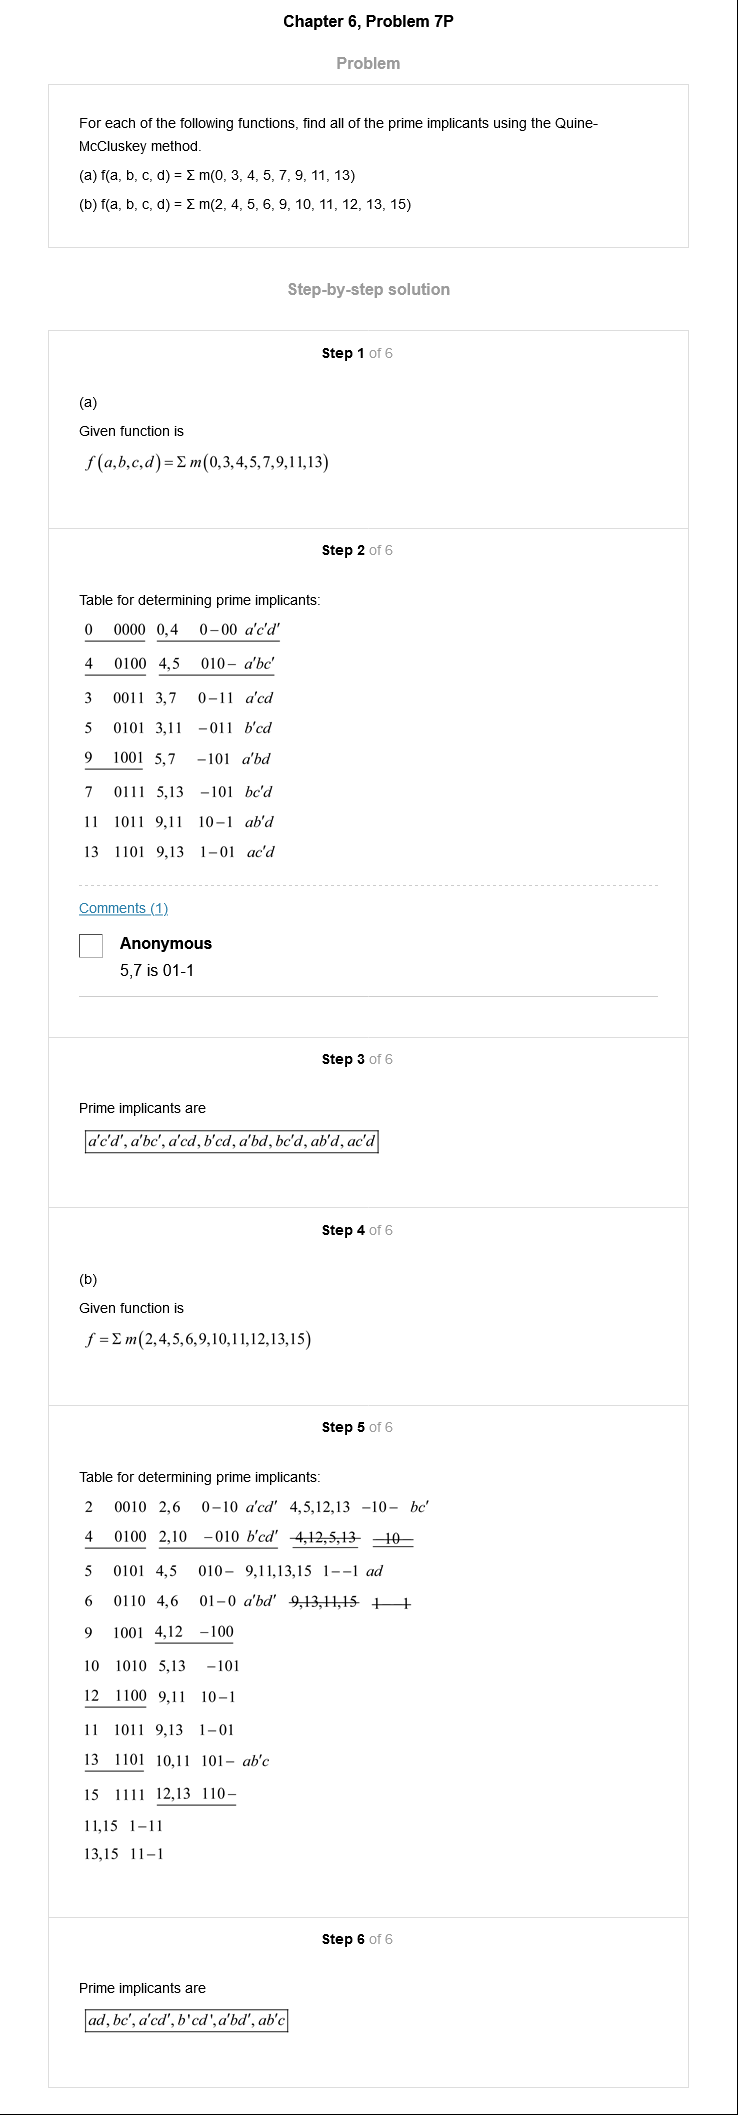 Chapter 6, Problem 7P
Problem
For each of the following functions, find all of the prime implicants using the Quine-
McCluskey method.
(a) f(a, b, c, d) = Σ m(0, 3, 4, 5, 7, 9, 11, 13)
(b) f(a, b, c, d) = Σ m(2, 4, 5, 6, 9, 10, 11, 12, 13, 15)
Step-by-step solution
Step 1 of 6
(a)
Given function is
f(a,b,c,d)=Σ m(0,3,4,5,7,9,11,13)
Step 2 of 6
Table for determining prime implicants:
0 0000 0,4 0−00 a'c'd'
4 0100 4,5 010− a'bc'
3 0011 3,7 0−11 a'cd
5 0101 3,11 −011 b'cd
9 1001 5,7 −101 a'bd
7 0111 5,13 −101 bc'd
11 1011 9,11 10−1 ab'd
13 1101 9,13 1−01 ac'd
Comments (1)
Anonymous
5,7 is 01-1
Step 3 of 6
Prime implicants are
a'c'd', a'bc', a'cd, b'cd, a'bd, bc'd, ab'd, ac'd
Step 4 of 6
(b)
Given function is
f =Σ m(2,4,5,6,9,10,11,12,13,15)
Step 5 of 6
Table for determining prime implicants:
2 0010 2,6 0−10 a'cd' 4,5,12,13 −10− bc'
4 0100 2,10 −010 b'cd' 4,12,5,13 −10−
5 0101 4,5 010− 9,11,13,15 1−−1 ad
6 0110 4,6 01−0 a'bd' 9,13,11,15 1−−1
9 1001 4,12 −100
10 1010 5,13 −101
12 1100 9,11 10−1
11 1011 9,13 1−01
13 1101 10,11 101− ab'c
15 1111 12,13 110−
11,15 1−11
13,15 11−1
Step 6 of 6
Prime implicants are
ad, bc', a'cd', b'cd', a'bd', ab'c